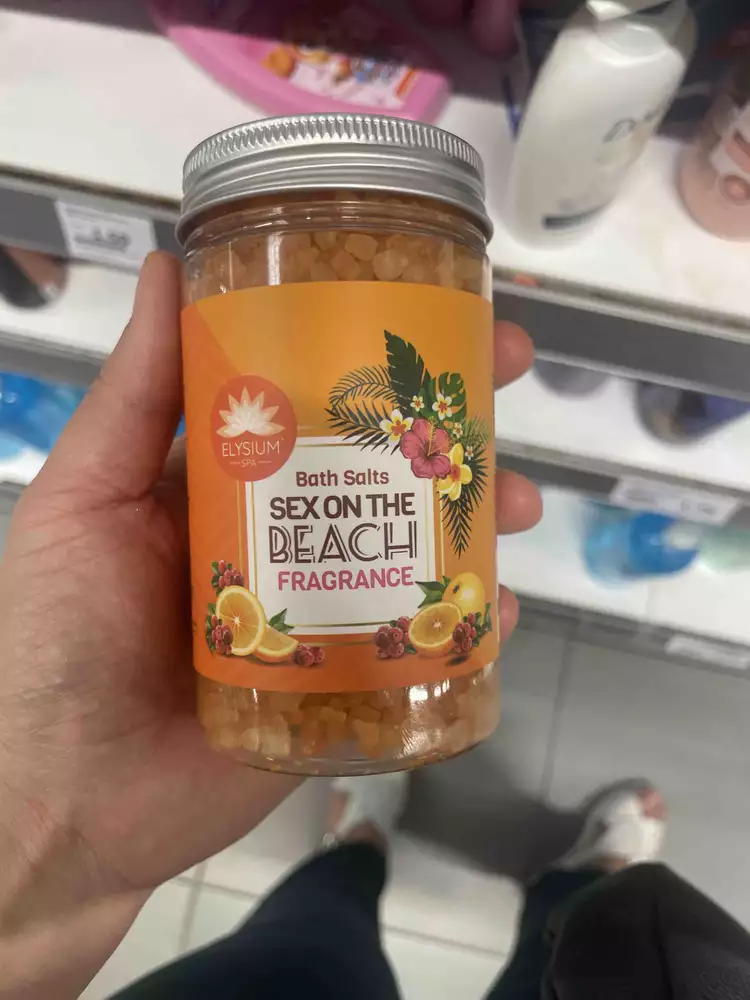 ELYSIUM
SPA
Bath Salts
SEX ON THE
BEACH
FRAGRANCE